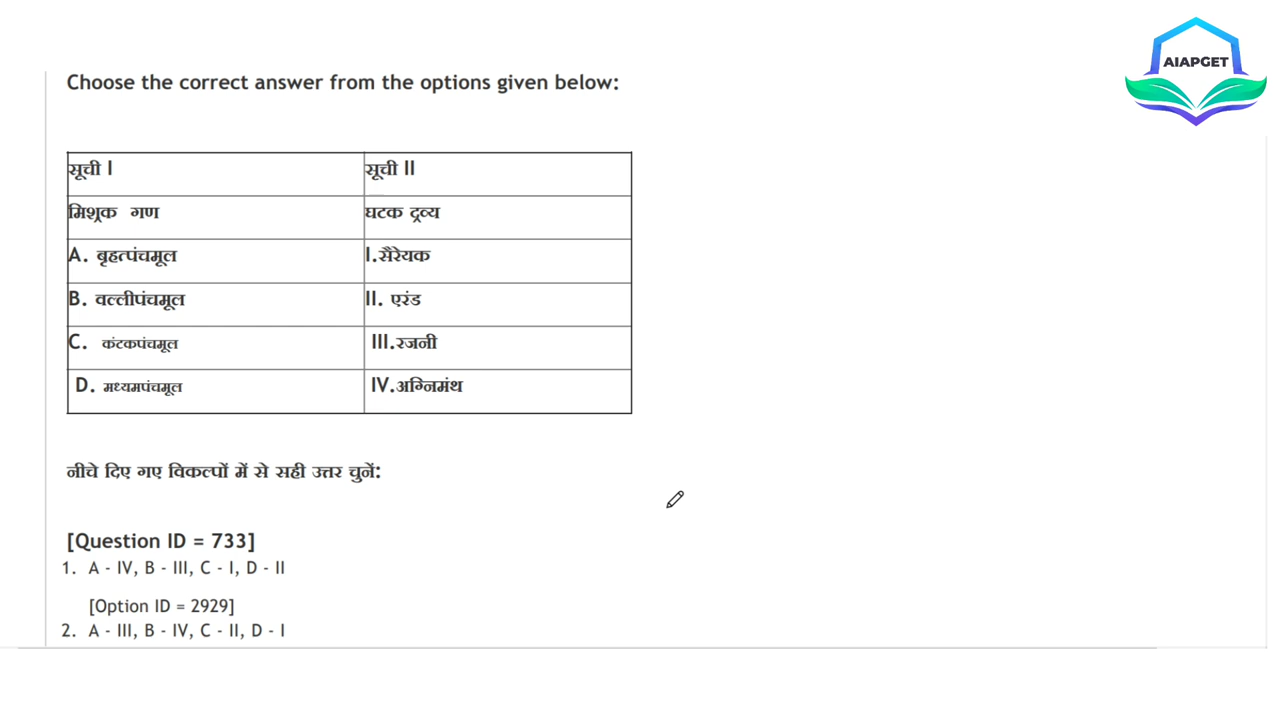 AIAPGET
Choose the correct answer from the options given below:
सूची I सूची II
मिश्रक गण घटक द्रव्य
A. बृहत्पंचमूल I.सैरेयक
B. वल्लीपंचमूल II. एरंड
C. कंटकपंचमूल III.रजनी
D. मध्यमपंचमूल IV.अग्निमंथ
नीचे दिए गए विकल्पों में से सही उत्तर चुनें:
[Question ID = 733]
1. A - IV, B - III, C - I, D - II
[Option ID = 2929]
2. A - III, B - IV, C - II, D - I